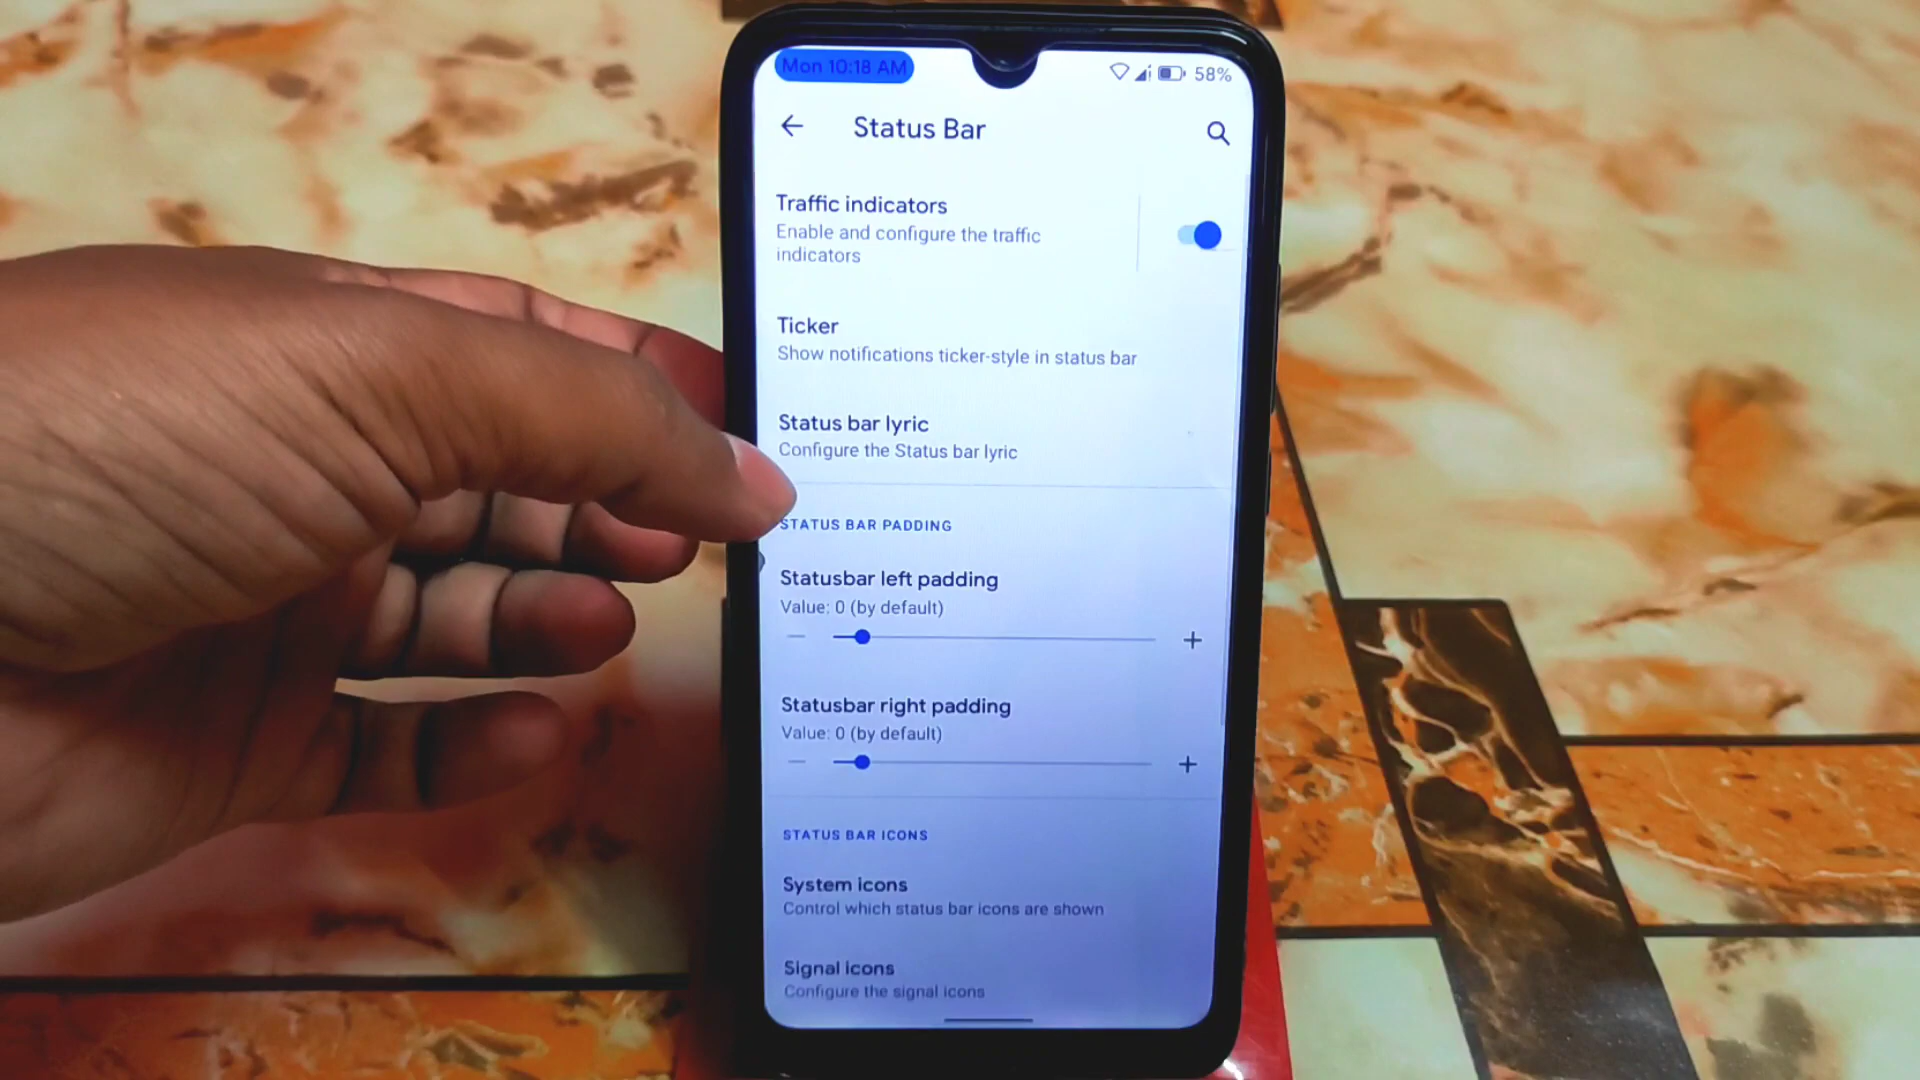 Mon 10:18 AM
58%
Status Bar
Traffic indicators
Enable and configure the traffic
indicators
Ticker
Show notifications ticker-style in status bar
Status bar lyric
Configure the Status bar lyric
STATUS BAR PADDING
Statusbar left padding
Value: 0 (by default)
Statusbar right padding
Value: 0 (by default)
STATUS BAR ICONS
System icons
Control which status bar icons are shown
Signal icons
Configure the signal icons